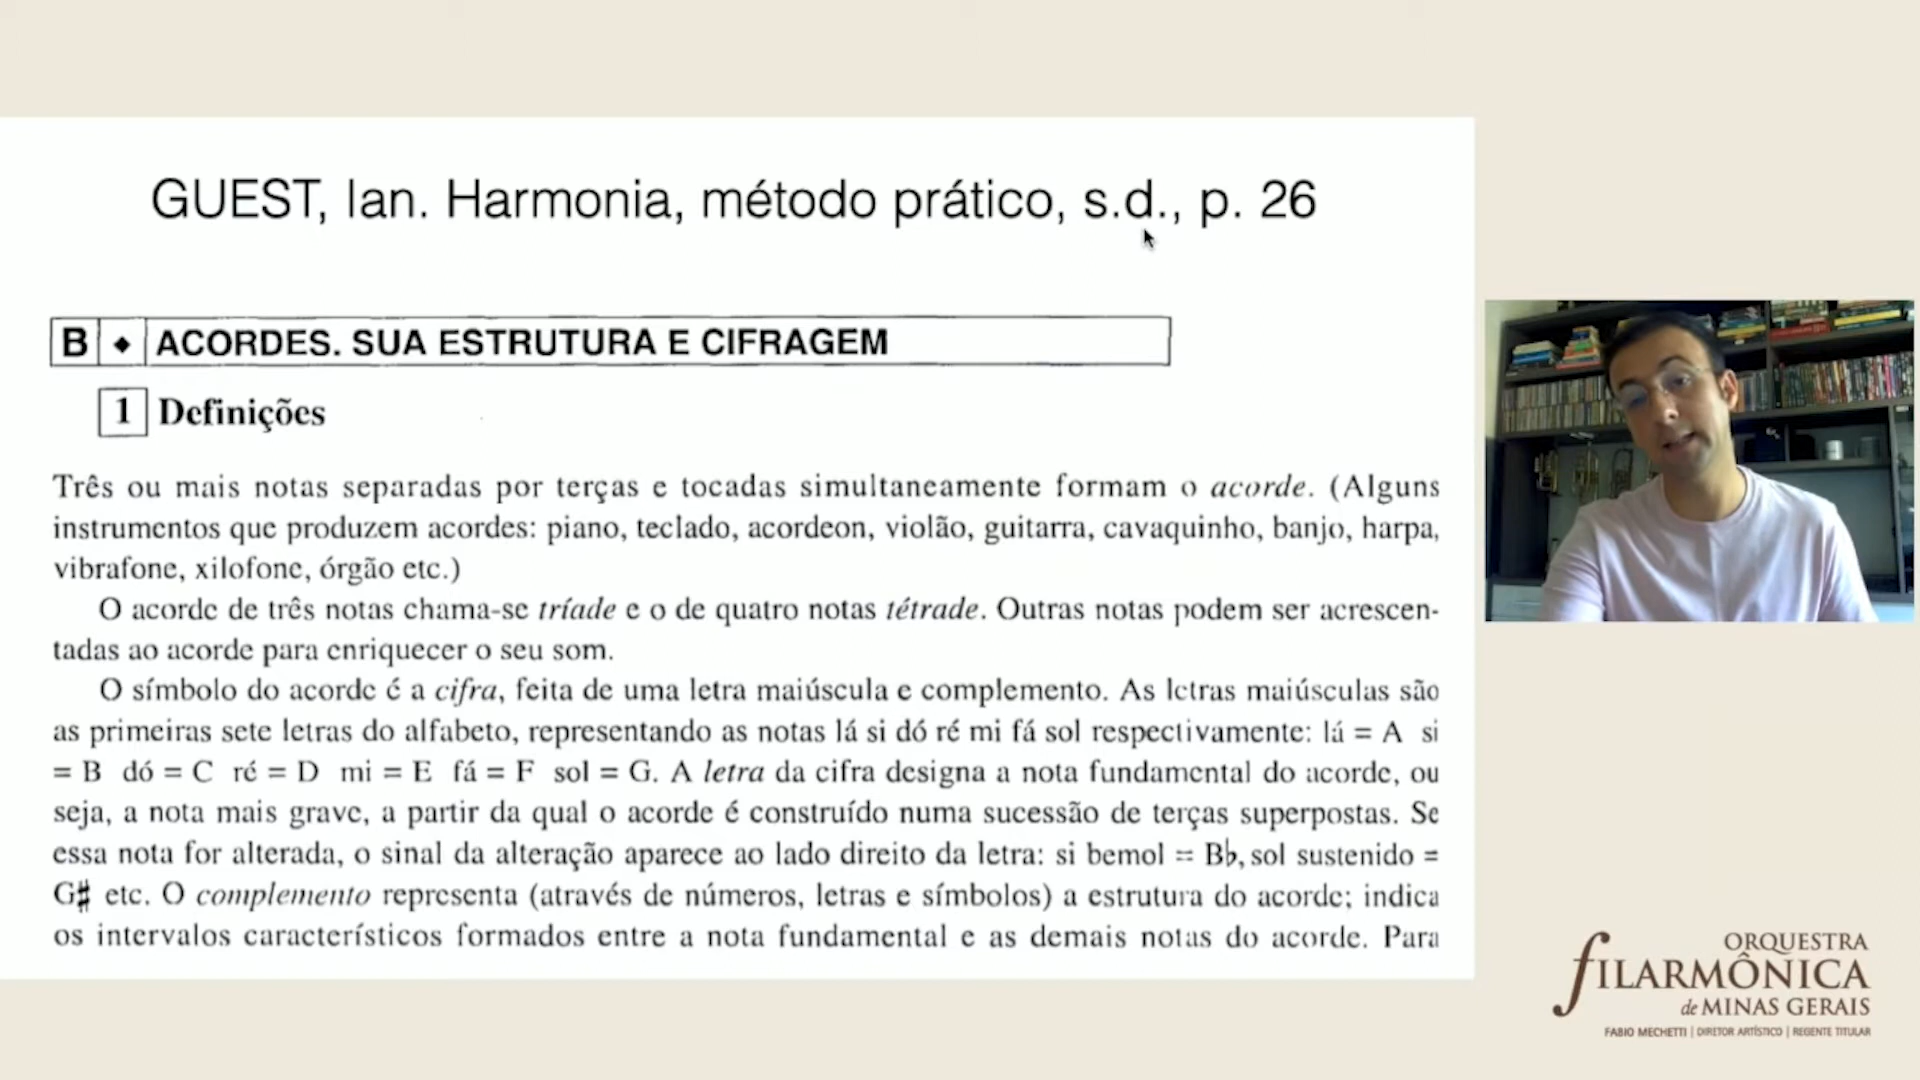 GUEST, Ian. Harmonia, método prático, s.d., p. 26
B ◆ ACORDES. SUA ESTRUTURA E CIFRAGEM
1 Definições
Três ou mais notas separadas por terças e tocadas simultaneamente formam o acorde. (Alguns
instrumentos que produzem acordes: piano, teclado, acordeon, violão, guitarra, cavaquinho, banjo, harpa,
vibrafone, xilofone, órgão etc.)
O acorde de três notas chama-se tríade e o de quatro notas tétrade. Outras notas podem ser acrescen-
tadas ao acorde para enriquecer o seu som.
O símbolo do acorde é a cifra, feita de uma letra maiúscula e complemento. As letras maiúsculas são
as primeiras sete letras do alfabeto, representando as notas lá si dó ré mi fá sol respectivamente: lá = A si
= B dó = C ré = D mi = E fá = F sol = G. A letra da cifra designa a nota fundamental do acorde, ou
seja, a nota mais grave, a partir da qual o acorde é construído numa sucessão de terças superpostas. Se
essa nota for alterada, o sinal da alteração aparece ao lado direito da letra: si bemol = B♭, sol sustenido =
G♯ etc. O complemento representa (através de números, letras e símbolos) a estrutura do acorde; indica
os intervalos característicos formados entre a nota fundamental e as demais notas do acorde. Para
ORQUESTRA
FILARMÔNICA
de MINAS GERAIS
FABIO MECHETTI | DIRETOR ARTÍSTICO | REGENTE TITULAR